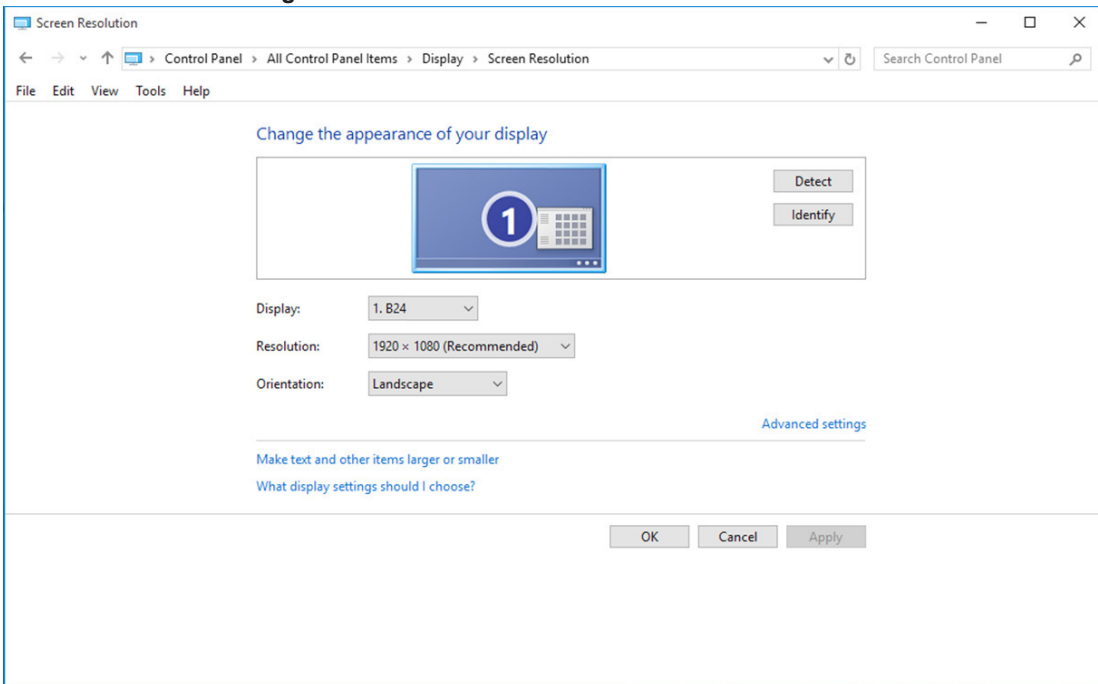 Screen Resolution
Control Panel > All Control Panel Items > Display > Screen Resolution
Search Control Panel
File Edit View Tools Help
Change the appearance of your display
1
Detect
Identify
Display: 1. B24
Resolution: 1920 × 1080 (Recommended)
Orientation: Landscape
Advanced settings
Make text and other items larger or smaller
What display settings should I choose?
OK Cancel Apply